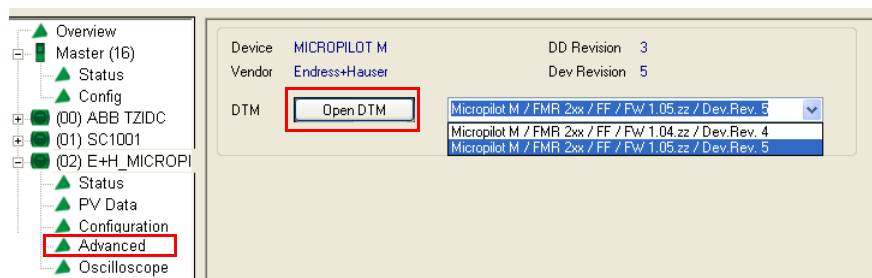 Overview
Master (16)
Status
Config
(00) ABB TZIDC
(01) SC1001
(02) E+H_MICROPI
Status
PV Data
Configuration
Advanced
Oscilloscope
Device MICROPILOT M DD Revision 3
Vendor Endress+Hauser Dev Revision 5
DTM Open DTM Micropilot M / FMR 2xx / FF / FW 1.05.zz / Dev.Rev. 5
Micropilot M / FMR 2xx / FF / FW 1.04.zz / Dev.Rev. 4
Micropilot M / FMR 2xx / FF / FW 1.05.zz / Dev.Rev. 5